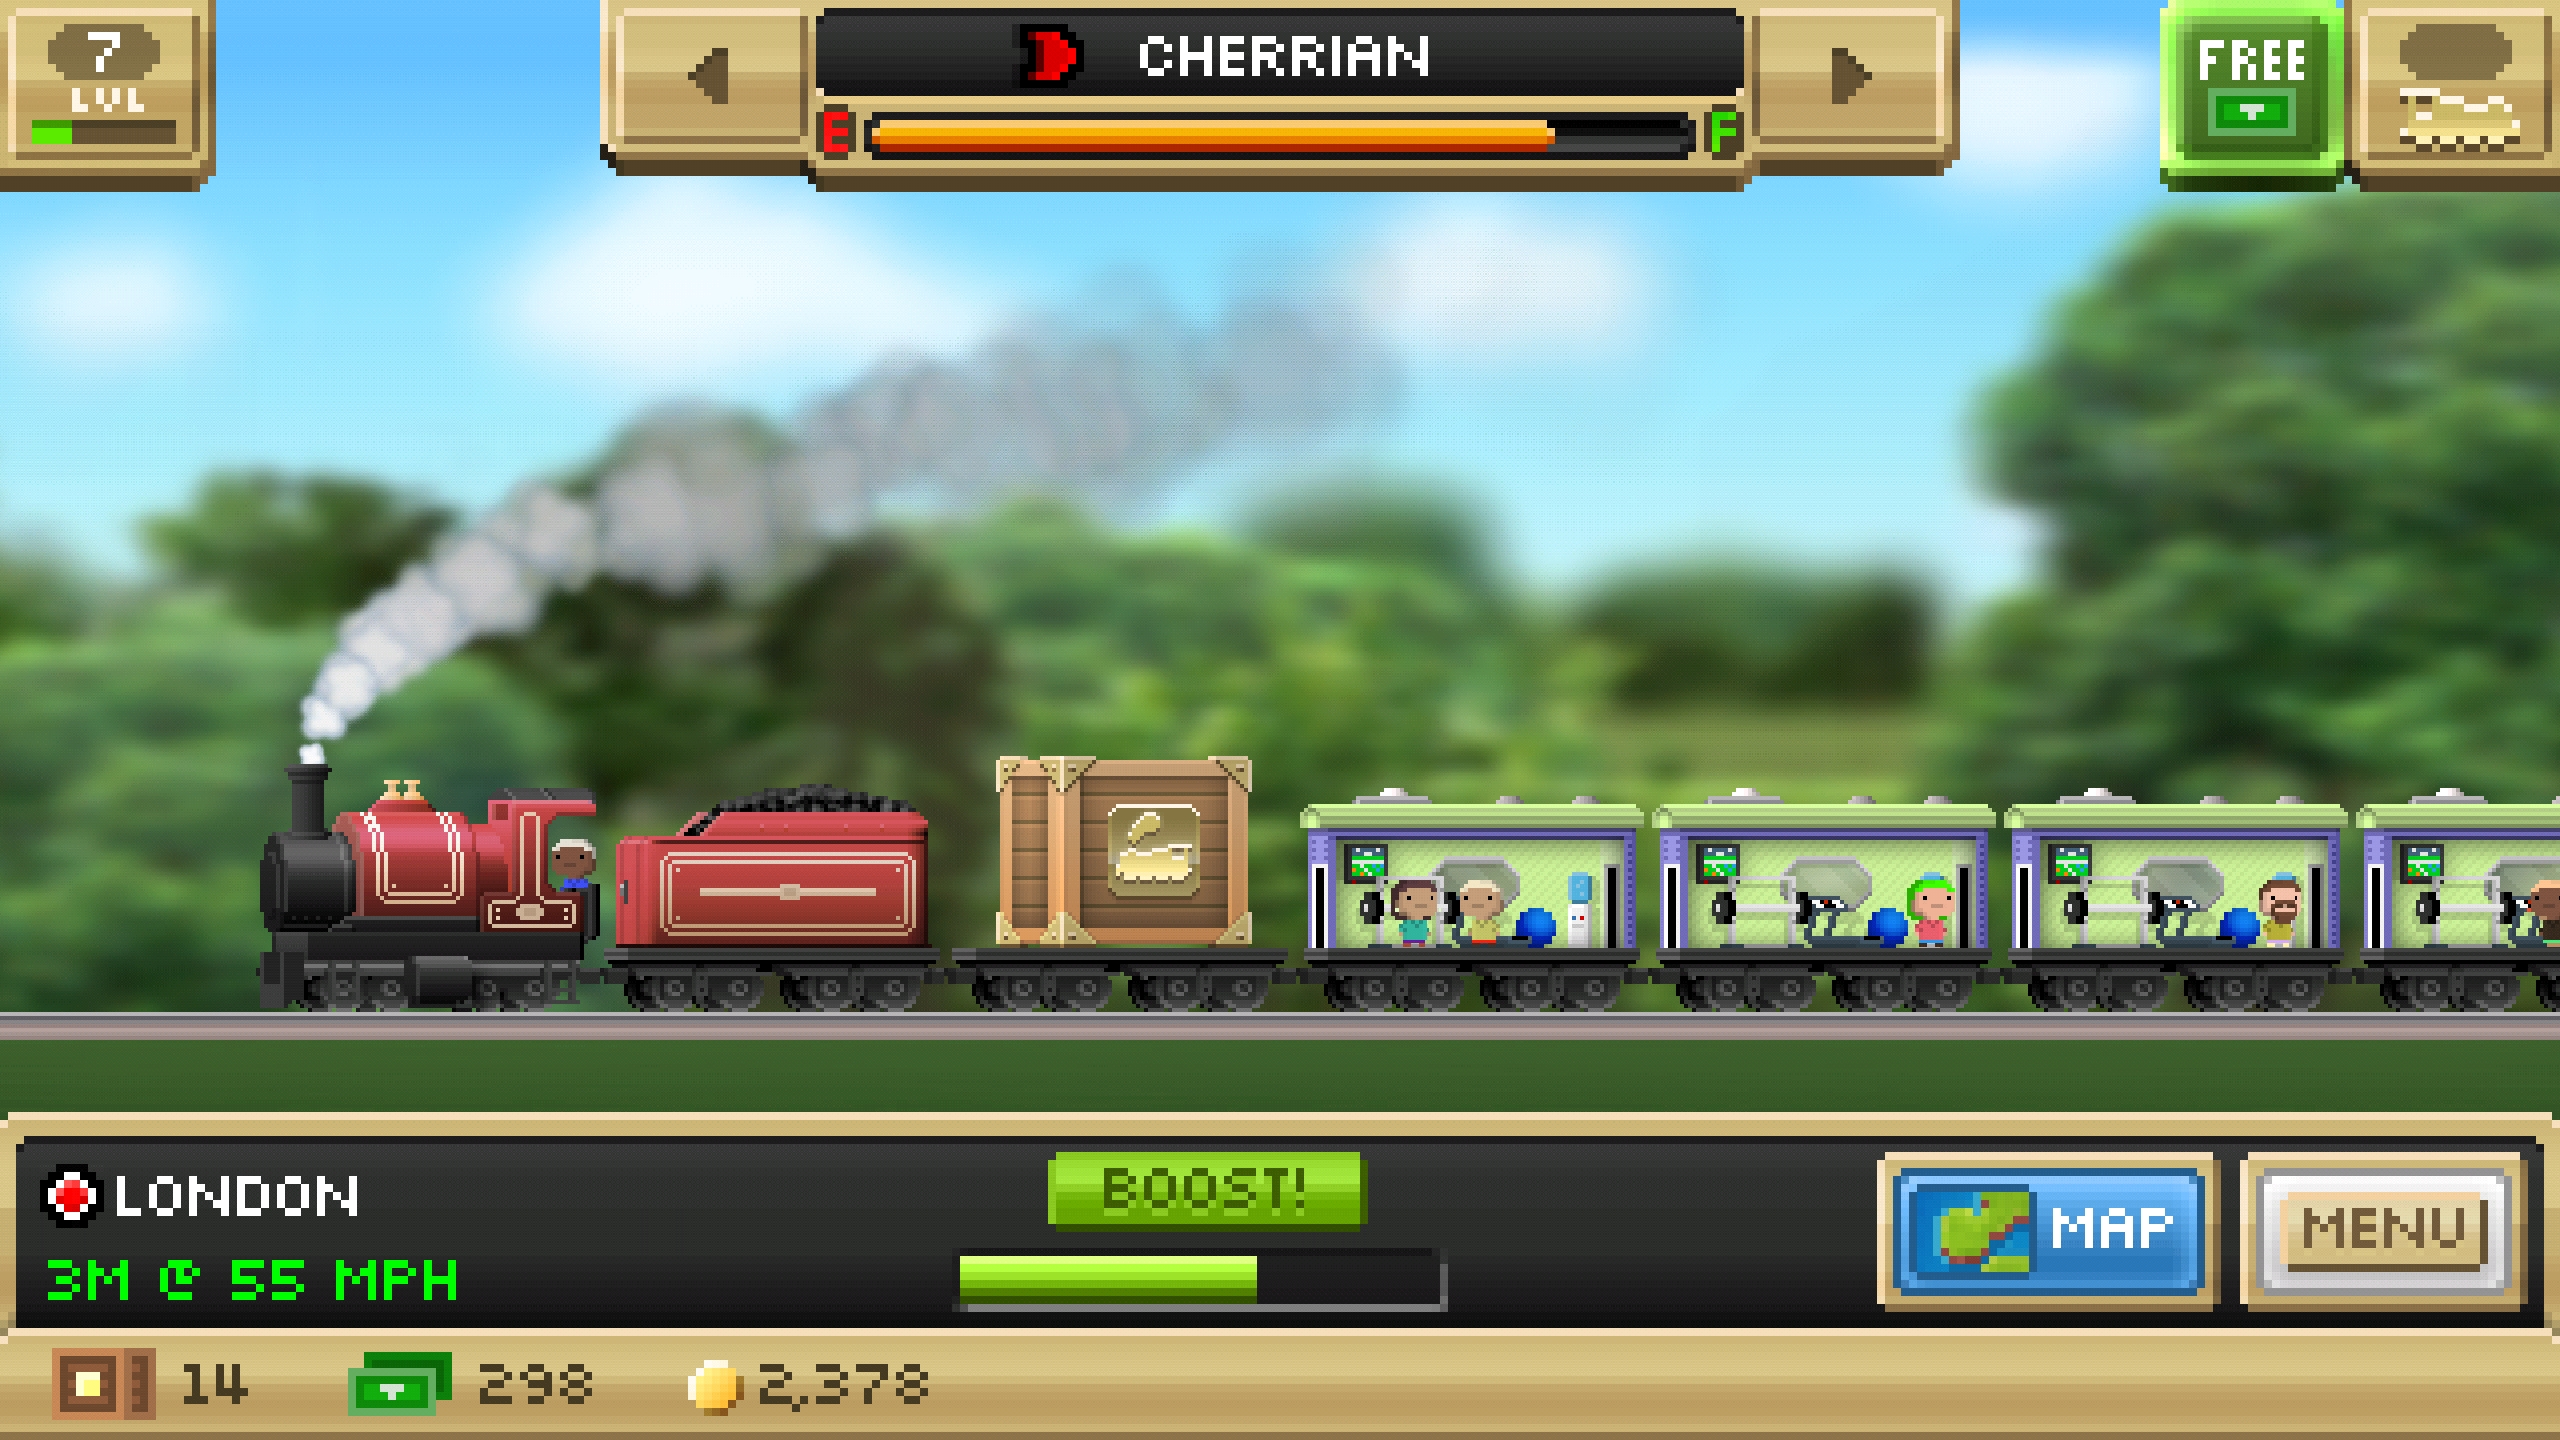 7
LVL
CHERRIAN
E F
FREE
LONDON
BOOST!
3M @ 55 MPH
MAP
MENU
14
298
2,378